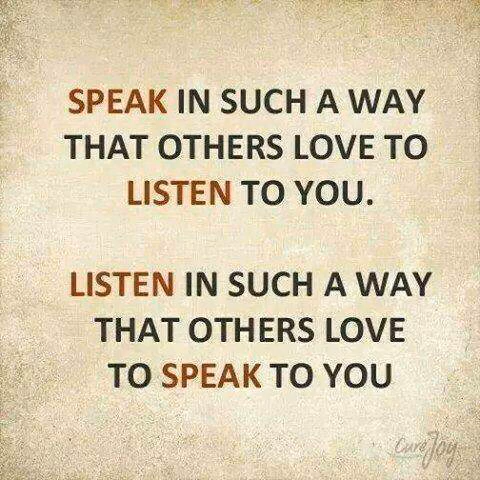 SPEAK IN SUCH A WAY
THAT OTHERS LOVE TO
LISTEN TO YOU.
LISTEN IN SUCH A WAY
THAT OTHERS LOVE
TO SPEAK TO YOU
CureJoy